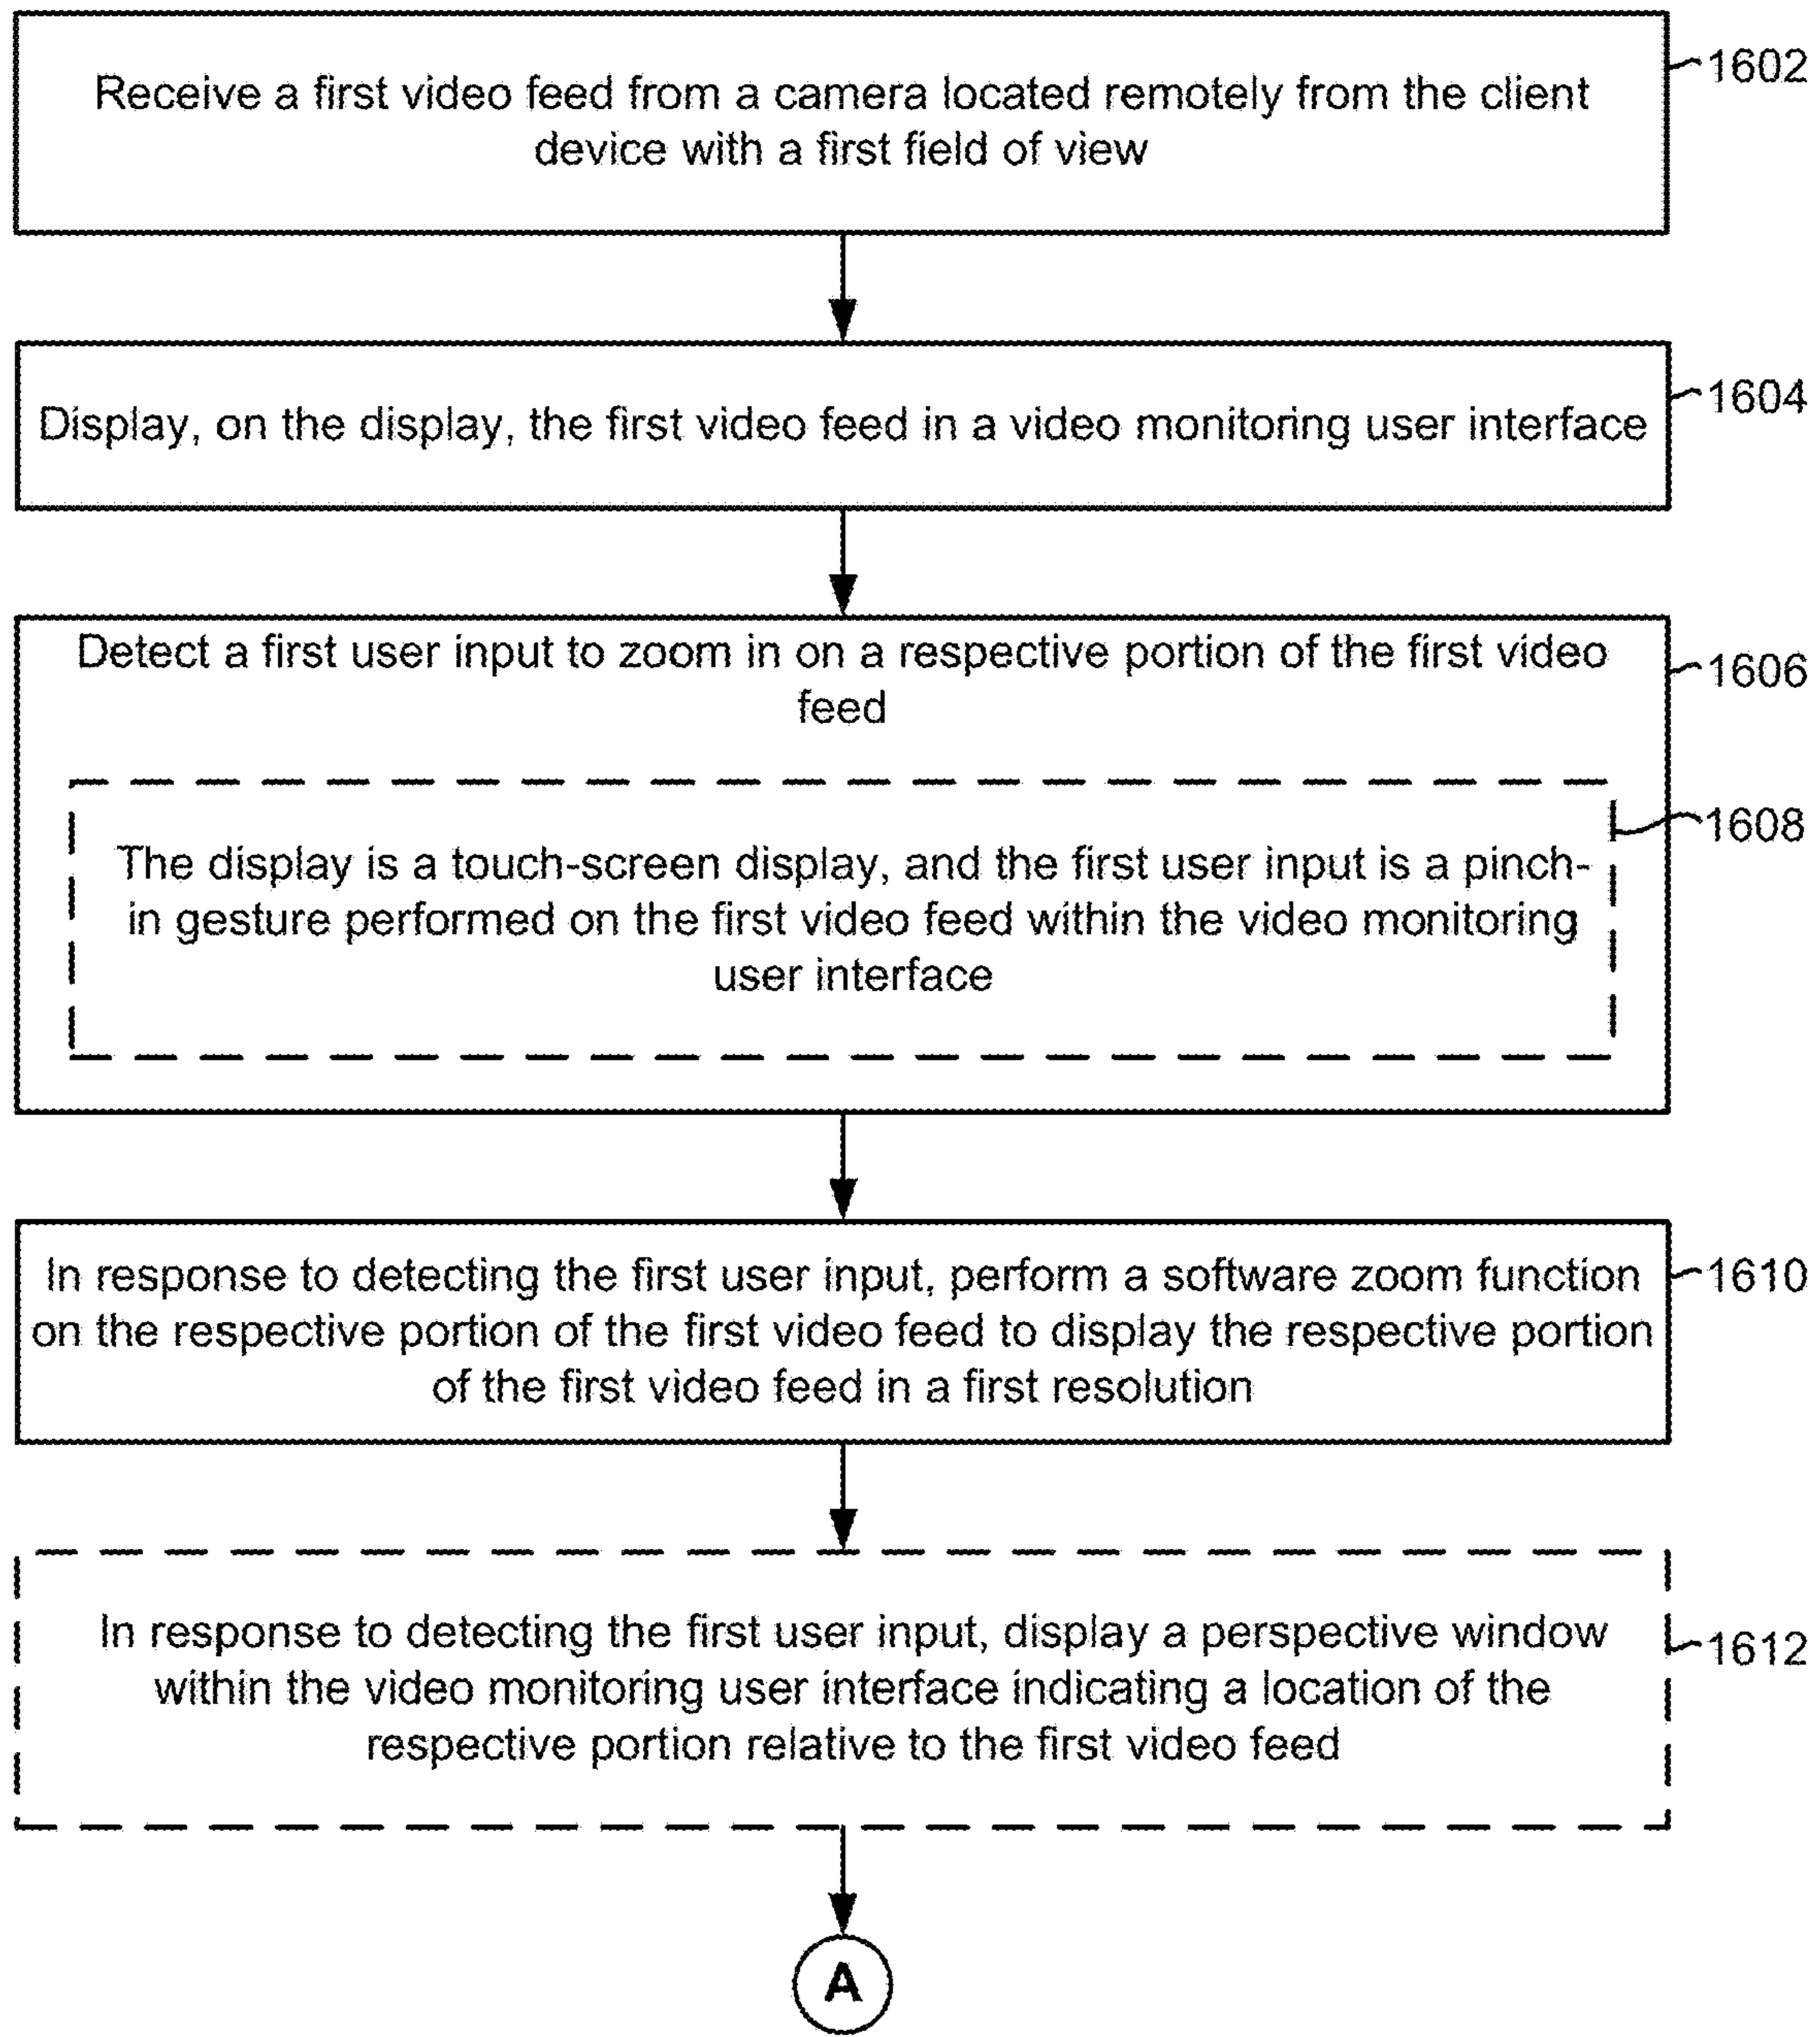 Receive a first video feed from a camera located remotely from the client
device with a first field of view
1602
Display, on the display, the first video feed in a video monitoring user interface
1604
Detect a first user input to zoom in on a respective portion of the first video
feed
1606
The display is a touch-screen display, and the first user input is a pinch-
in gesture performed on the first video feed within the video monitoring
user interface
1608
In response to detecting the first user input, perform a software zoom function
on the respective portion of the first video feed to display the respective portion
of the first video feed in a first resolution
1610
In response to detecting the first user input, display a perspective window
within the video monitoring user interface indicating a location of the
respective portion relative to the first video feed
1612
A